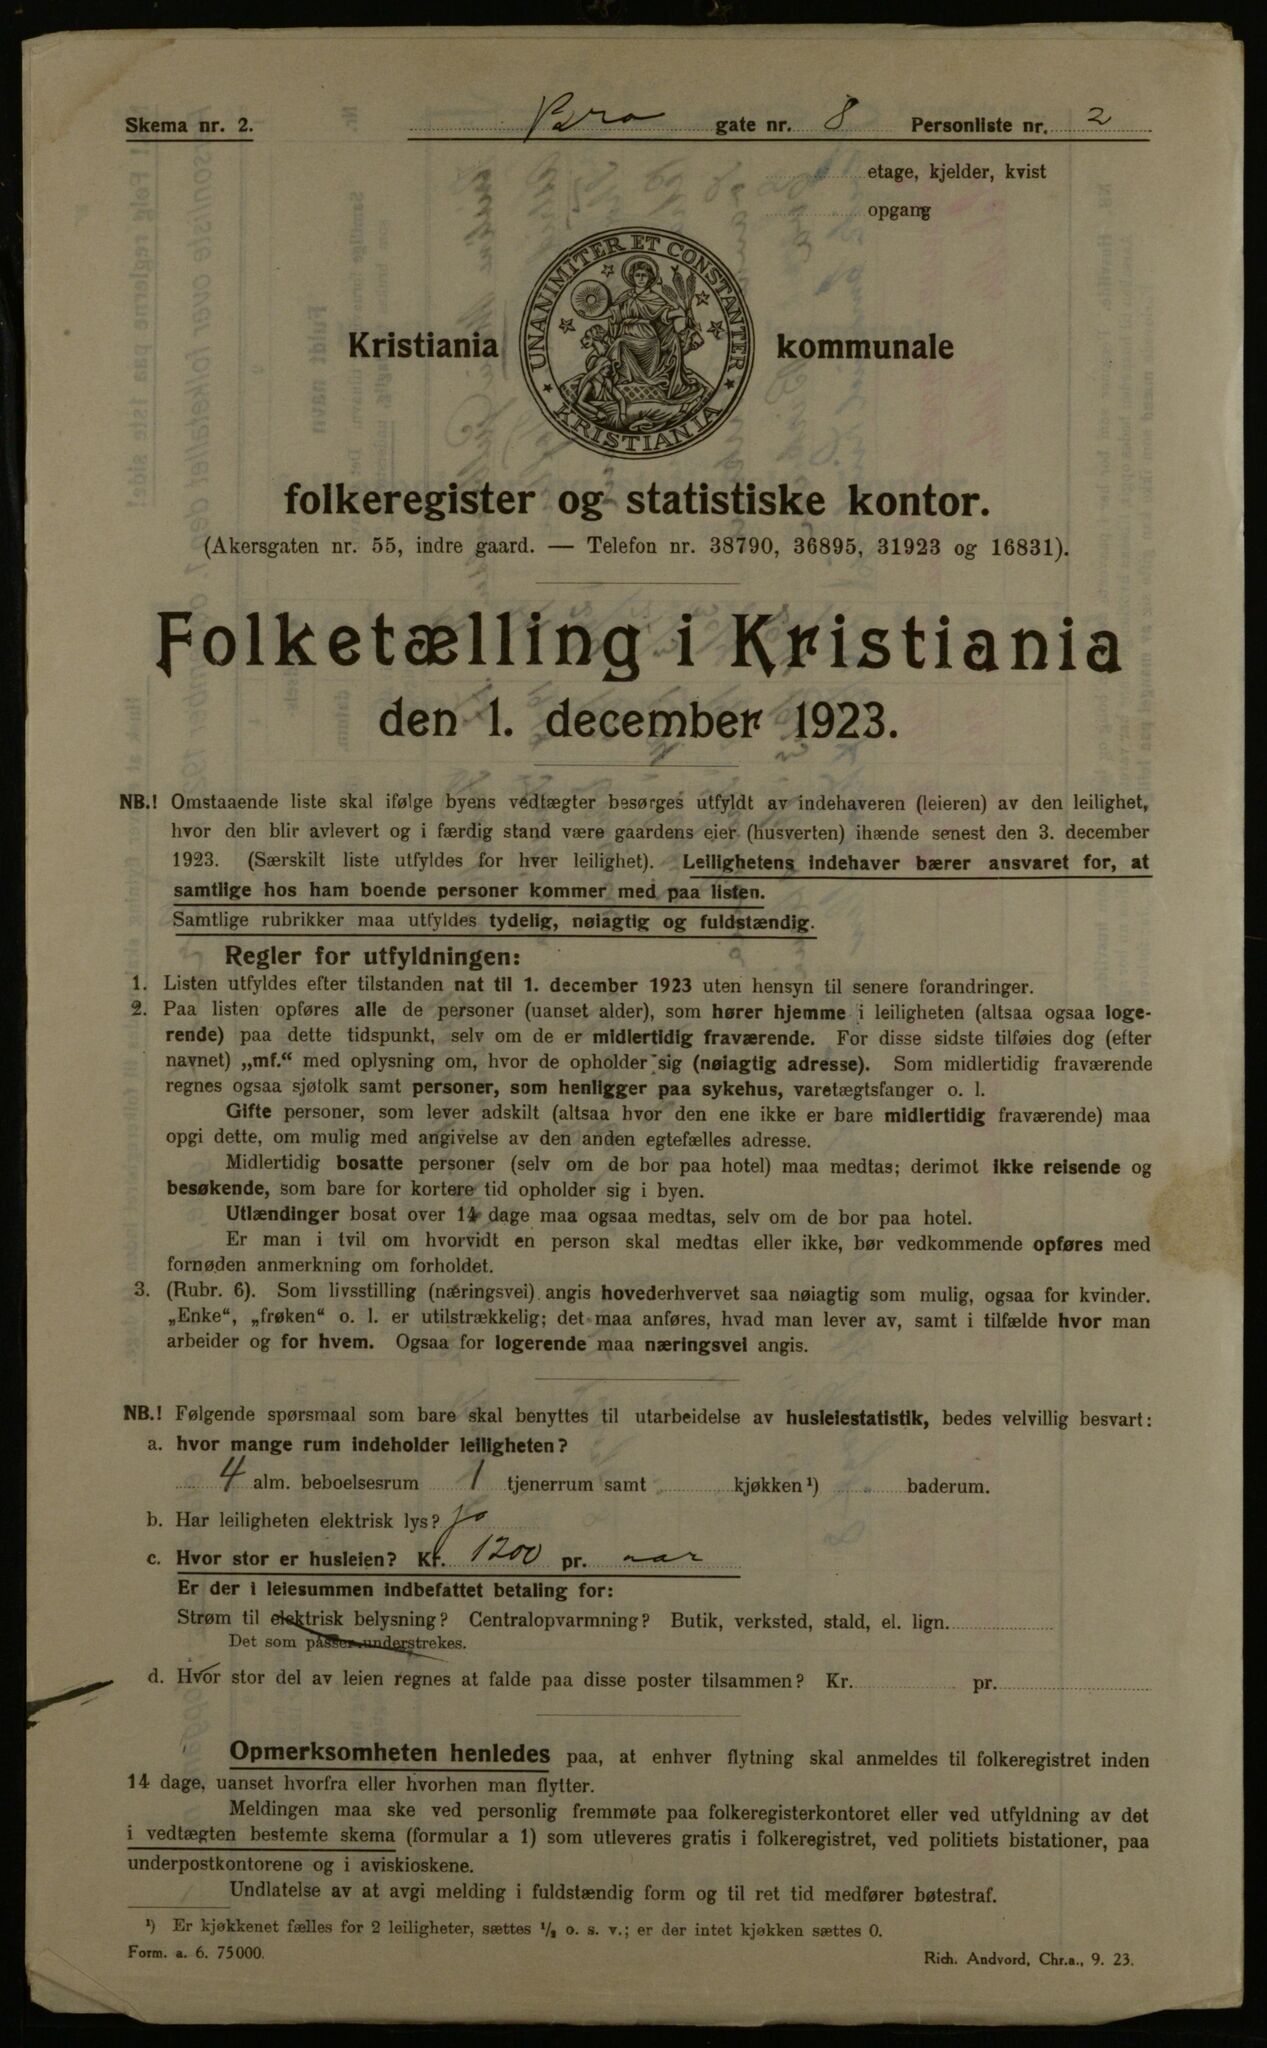 Skema nr. 2.
Bro gate nr. 8 Personliste nr. 2
etage, kjelder, kvist
opgang
UNANIMITER ET CONSTANTER
KRISTIANIA
Kristiania kommunale
folkeregister og statistiske kontor.
(Akersgaten nr. 55, indre gaard. — Telefon nr. 38790, 36895, 31923 og 16831).
Folketælling i Kristiania
den 1. december 1923.
NB.! Omstaaende liste skal ifølge byens vedtægter besørges utfyldt av indehaveren (leieren) av den leilighet,
hvor den blir avlevert og i færdig stand være gaardens eier (husverten) ihænde senest den 3. december
1923. (Særskilt liste utfyldes for hver leilighet). Leilighetens indehaver bærer ansvaret for, at
samtlige hos ham boende personer kommer med paa listen.
Samtlige rubrikker maa utfyldes tydelig, nøiagtig og fuldstændig.
Regler for utfyldningen:
1. Listen utfyldes efter tilstanden nat til 1. december 1923 uten hensyn til senere forandringer.
2. Paa listen opføres alle de personer (uanset alder), som hører hjemme i leiligheten (altsaa ogsaa loge-
rende) paa dette tidspunkt, selv om de er midlertidig fraværende. For disse sidste tilføies dog (efter
navnet) „mf.“ med oplysning om, hvor de opholder sig (nøiagtig adresse). Som midlertidig fraværende
regnes ogsaa sjøfolk samt personer, som henligger paa sykehus, varetægtsfanger o. l.
Gifte personer, som lever adskilt (altsaa hvor den ene ikke er bare midlertidig fraværende) maa
opgi dette, om mulig med angivelse av den anden egtefælles adresse.
Midlertidig bosatte personer (selv om de bor paa hotel) maa medtas; derimot ikke reisende og
besøkende, som bare for kortere tid opholder sig i byen.
Utlændinger bosat over 14 dage maa ogsaa medtas, selv om de bor paa hotel.
Er man i tvil om hvorvidt en person skal medtas eller ikke, bør vedkommende opføres med
fornøden anmerkning om forholdet.
3. (Rubr. 6). Som livsstilling (næringsvei) angis hovederhvervet saa nøiagtig som mulig, ogsaa for kvinder.
„Enke“, „frøken“ o. l. er utilstrækkelig; det maa anføres, hvad man lever av, samt i tilfælde hvor man
arbeider og for hvem. Ogsaa for logerende maa næringsvei angis.
NB.! Følgende spørsmaal som bare skal benyttes til utarbeidelse av husleiestatistik, bedes velvillig besvart:
a. hvor mange rum indeholder leiligheten?
4 alm. beboelsesrum 1 tjenerrum samt kjøkken¹) baderum.
b. Har leiligheten elektrisk lys? Ja
c. Hvor stor er husleien? Kr. 1200 pr. aar
Er der i leiesummen indbefattet betaling for:
Strøm til elektrisk belysning? Centralopvarmning? Butik, verksted, stald, el. lign.
Det som passer understrekes.
d. Hvor stor del av leien regnes at falde paa disse poster tilsammen? Kr. pr.
Opmerksomheten henledes paa, at enhver flytning skal anmeldes til folkeregistret inden
14 dage, uanset hvorfra eller hvorhen man flytter.
Meldingen maa ske ved personlig fremmøte paa folkeregisterkontoret eller ved utfyldning av det
i vedtægten bestemte skema (formular a 1) som utleveres gratis i folkeregistret, ved politiets bistationer, paa
underpostkontorene og i aviskioskene.
Undlatelse av at avgi melding i fuldstændig form og til ret tid medfører bøtestraf.
¹) Er kjøkkenet fælles for 2 leiligheter, sættes ½ o. s. v.; er der intet kjøkken sættes 0.
Form. a. 6. 75000.
Rich. Andvord, Chr.a., 9. 23.